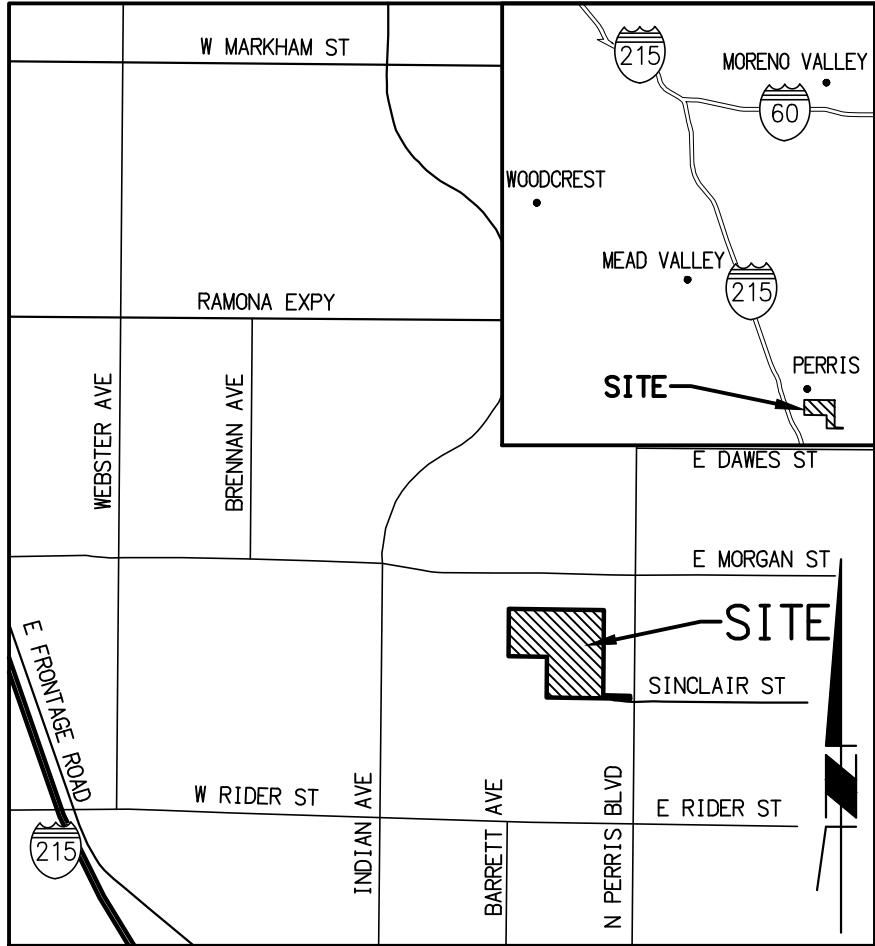 W MARKHAM ST
215
MORENO VALLEY
60
WOODCREST
MEAD VALLEY
215
RAMONA EXPY
PERRIS
SITE
WEBSTER AVE
BRENNAN AVE
E DAWES ST
E MORGAN ST
SITE
E FRONTAGE ROAD
SINCLAIR ST
W RIDER ST
INDIAN AVE
BARRETT AVE
N PERRIS BLVD
E RIDER ST
215